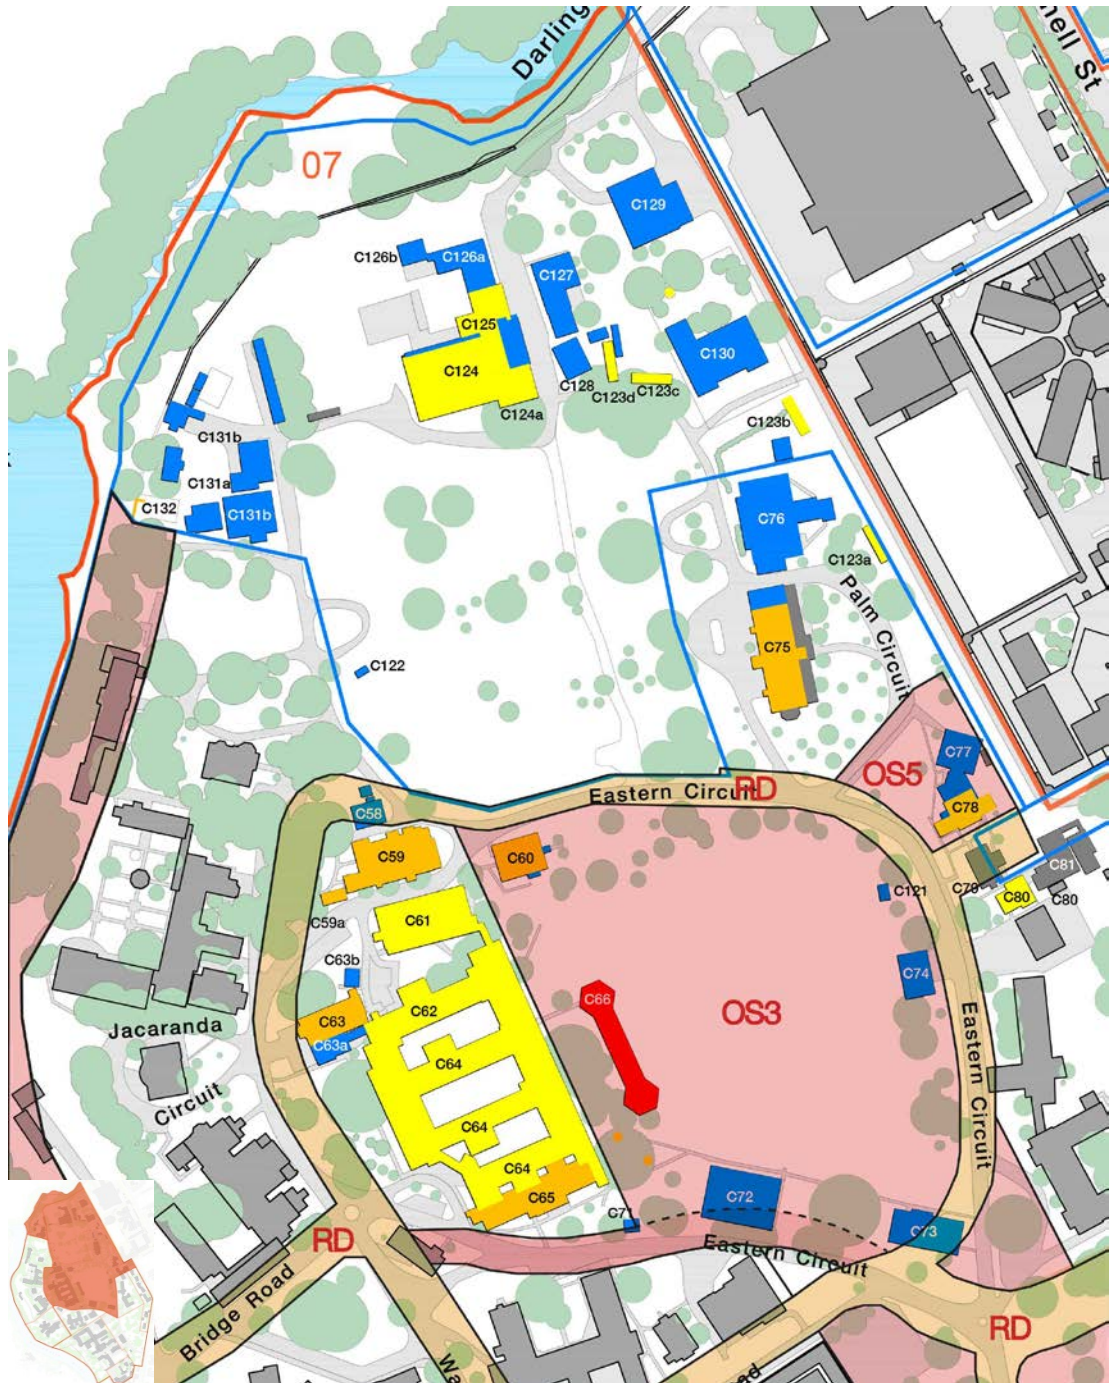 Darling
nell St
07
C129
C126b
C126a
C127
C125
C130
C124
C128
C123d
C123c
C124a
C123b
C131b
C131a
C132
C131b
C76
C123a
Palm Circuit
C75
C122
C77
OS5
RD
Eastern Circuit
C78
C58
C59
C60
C81
C79
C80
C80
C121
C61
C59a
C63b
C74
C66
C62
OS3
C63
Jacaranda
C63a
C64
Eastern Circuit
Circuit
C64
C64
C65
C72
C71
C73
RD
Eastern Circuit
Bridge Road
RD
Wa
ad